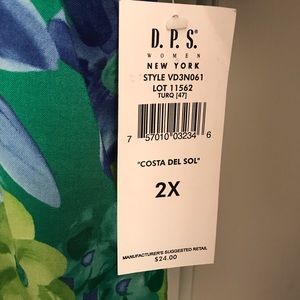 D. P. S.
WOMEN
NEW YORK
STYLE VD3N061
LOT 11562
TURQ [47]
7 57010 03234 6
"COSTA DEL SOL"
2X
MANUFACTURER'S SUGGESTED RETAIL
$24.00